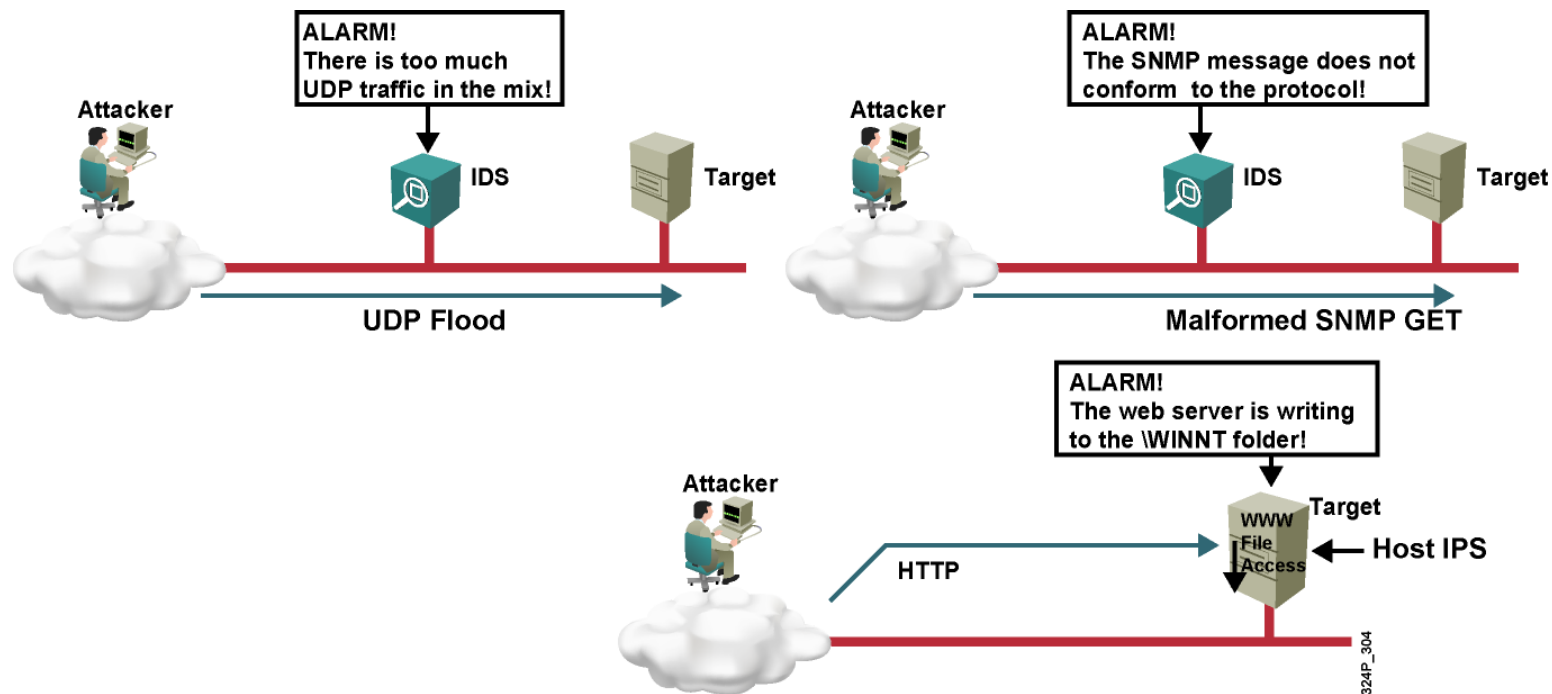 ALARM!
There is too much
UDP traffic in the mix!
Attacker
IDS
Target
UDP Flood
ALARM!
The SNMP message does not
conform to the protocol!
Attacker
IDS
Target
Malformed SNMP GET
ALARM!
The web server is writing
to the \WINNT folder!
Attacker
HTTP
WWW
File
Access
Target
Host IPS
324P_304